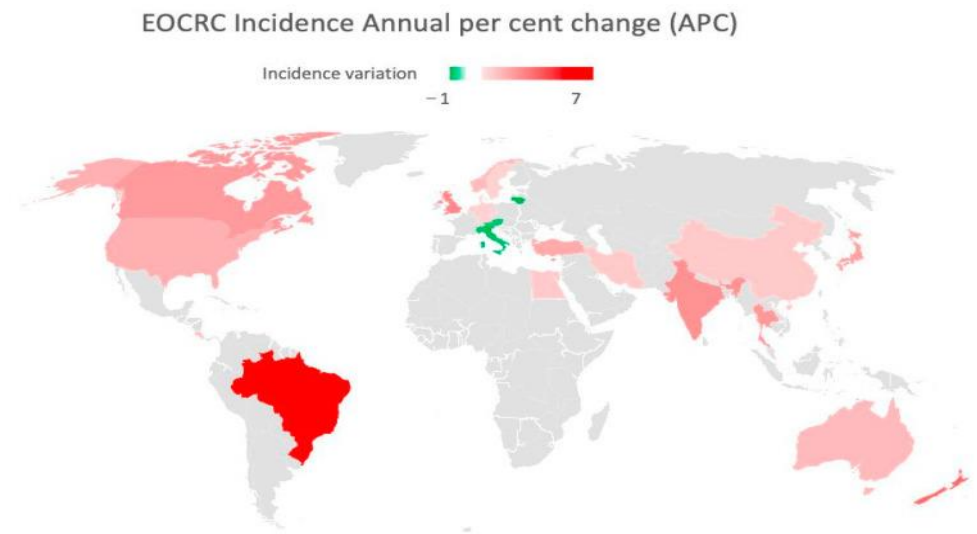 EOCRC Incidence Annual per cent change (APC)
Incidence variation
− 1 7